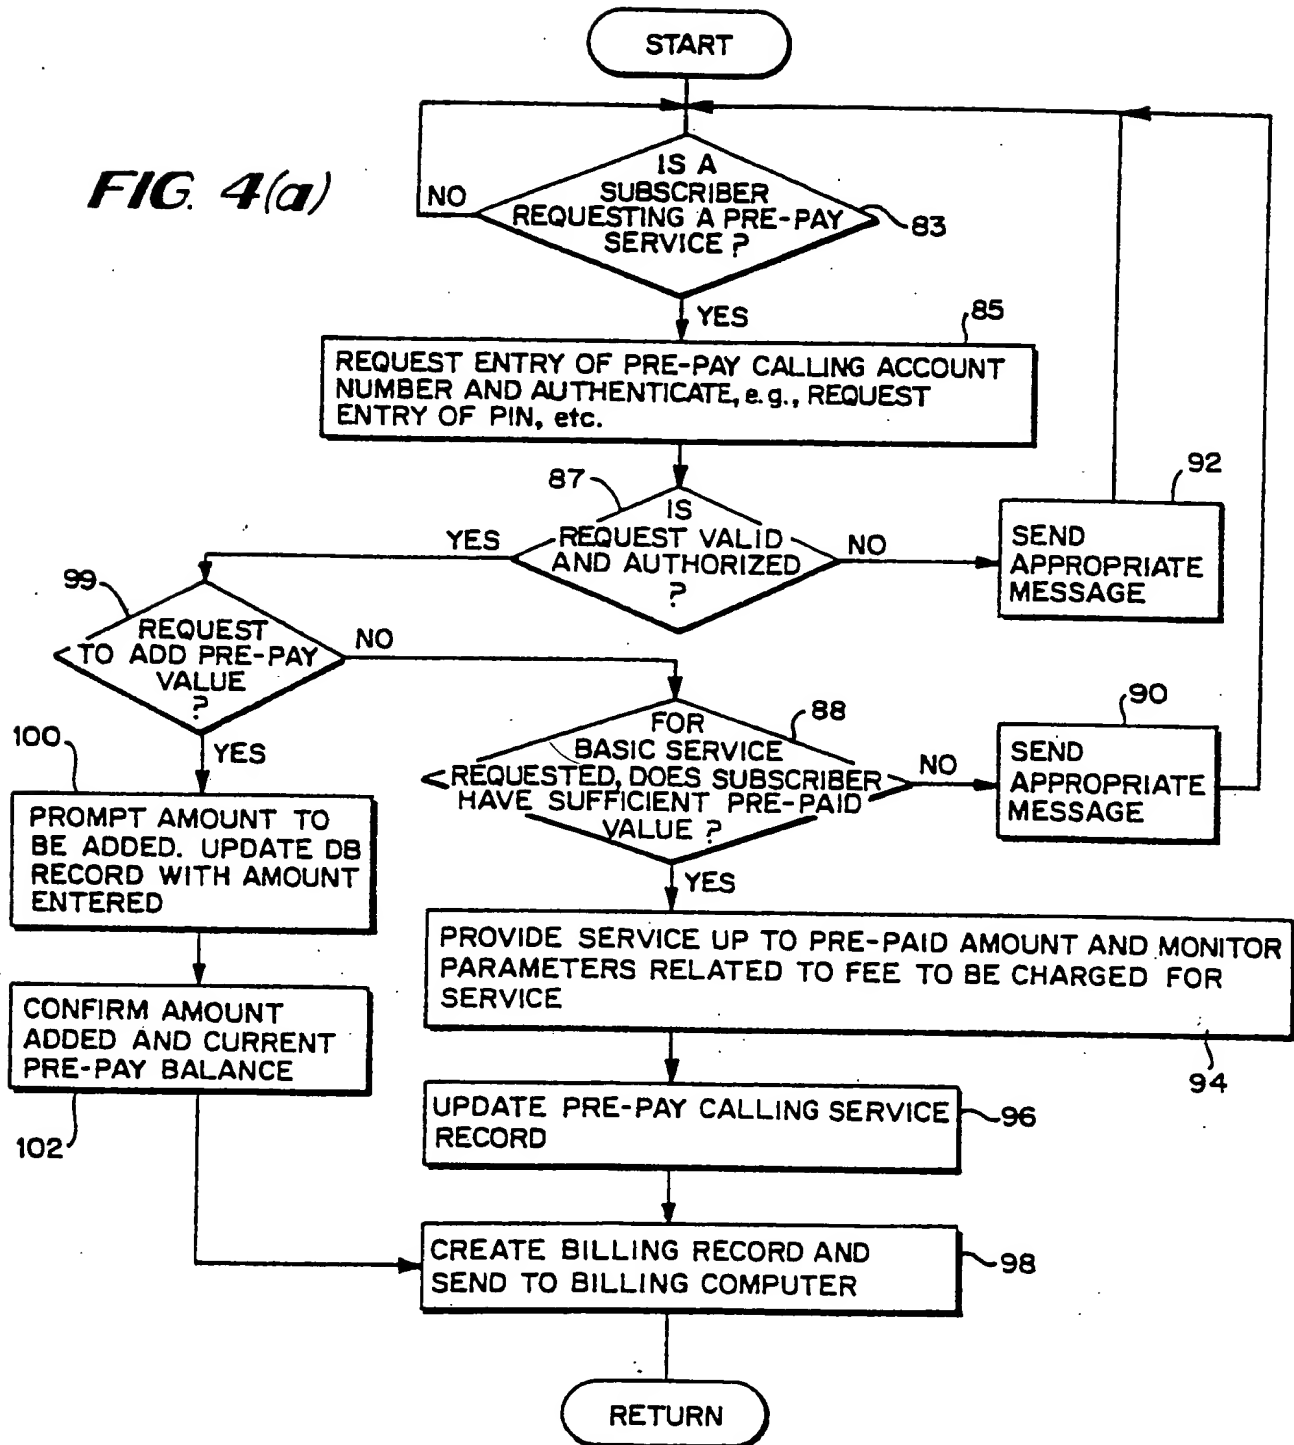 START
FIG. 4(a)
IS A
SUBSCRIBER
REQUESTING A PRE-PAY
SERVICE ?
NO
83
YES
85
REQUEST ENTRY OF PRE-PAY CALLING ACCOUNT
NUMBER AND AUTHENTICATE, e.g., REQUEST
ENTRY OF PIN, etc.
87
IS
REQUEST VALID
AND AUTHORIZED
?
YES
NO
92
SEND
APPROPRIATE
MESSAGE
99
REQUEST
TO ADD PRE-PAY
VALUE
?
NO
YES
88
FOR
BASIC SERVICE
REQUESTED, DOES SUBSCRIBER
HAVE SUFFICIENT PRE-PAID
VALUE ?
NO
YES
90
SEND
APPROPRIATE
MESSAGE
100
PROMPT AMOUNT TO
BE ADDED. UPDATE DB
RECORD WITH AMOUNT
ENTERED
PROVIDE SERVICE UP TO PRE-PAID AMOUNT AND MONITOR
PARAMETERS RELATED TO FEE TO BE CHARGED FOR
SERVICE
94
CONFIRM AMOUNT
ADDED AND CURRENT
PRE-PAY BALANCE
102
UPDATE PRE-PAY CALLING SERVICE
RECORD
96
CREATE BILLING RECORD AND
SEND TO BILLING COMPUTER
98
RETURN